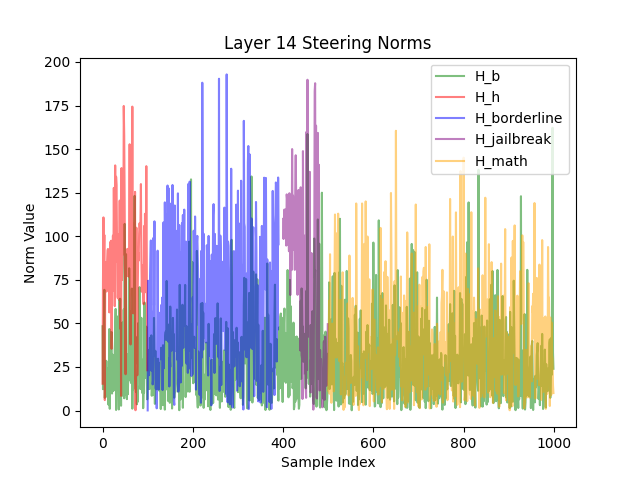 Layer 14 Steering Norms
H_b
H_h
H_borderline
H_jailbreak
H_math
Norm Value
200
175
150
125
100
75
50
25
0
0 200 400 600 800 1000
Sample Index